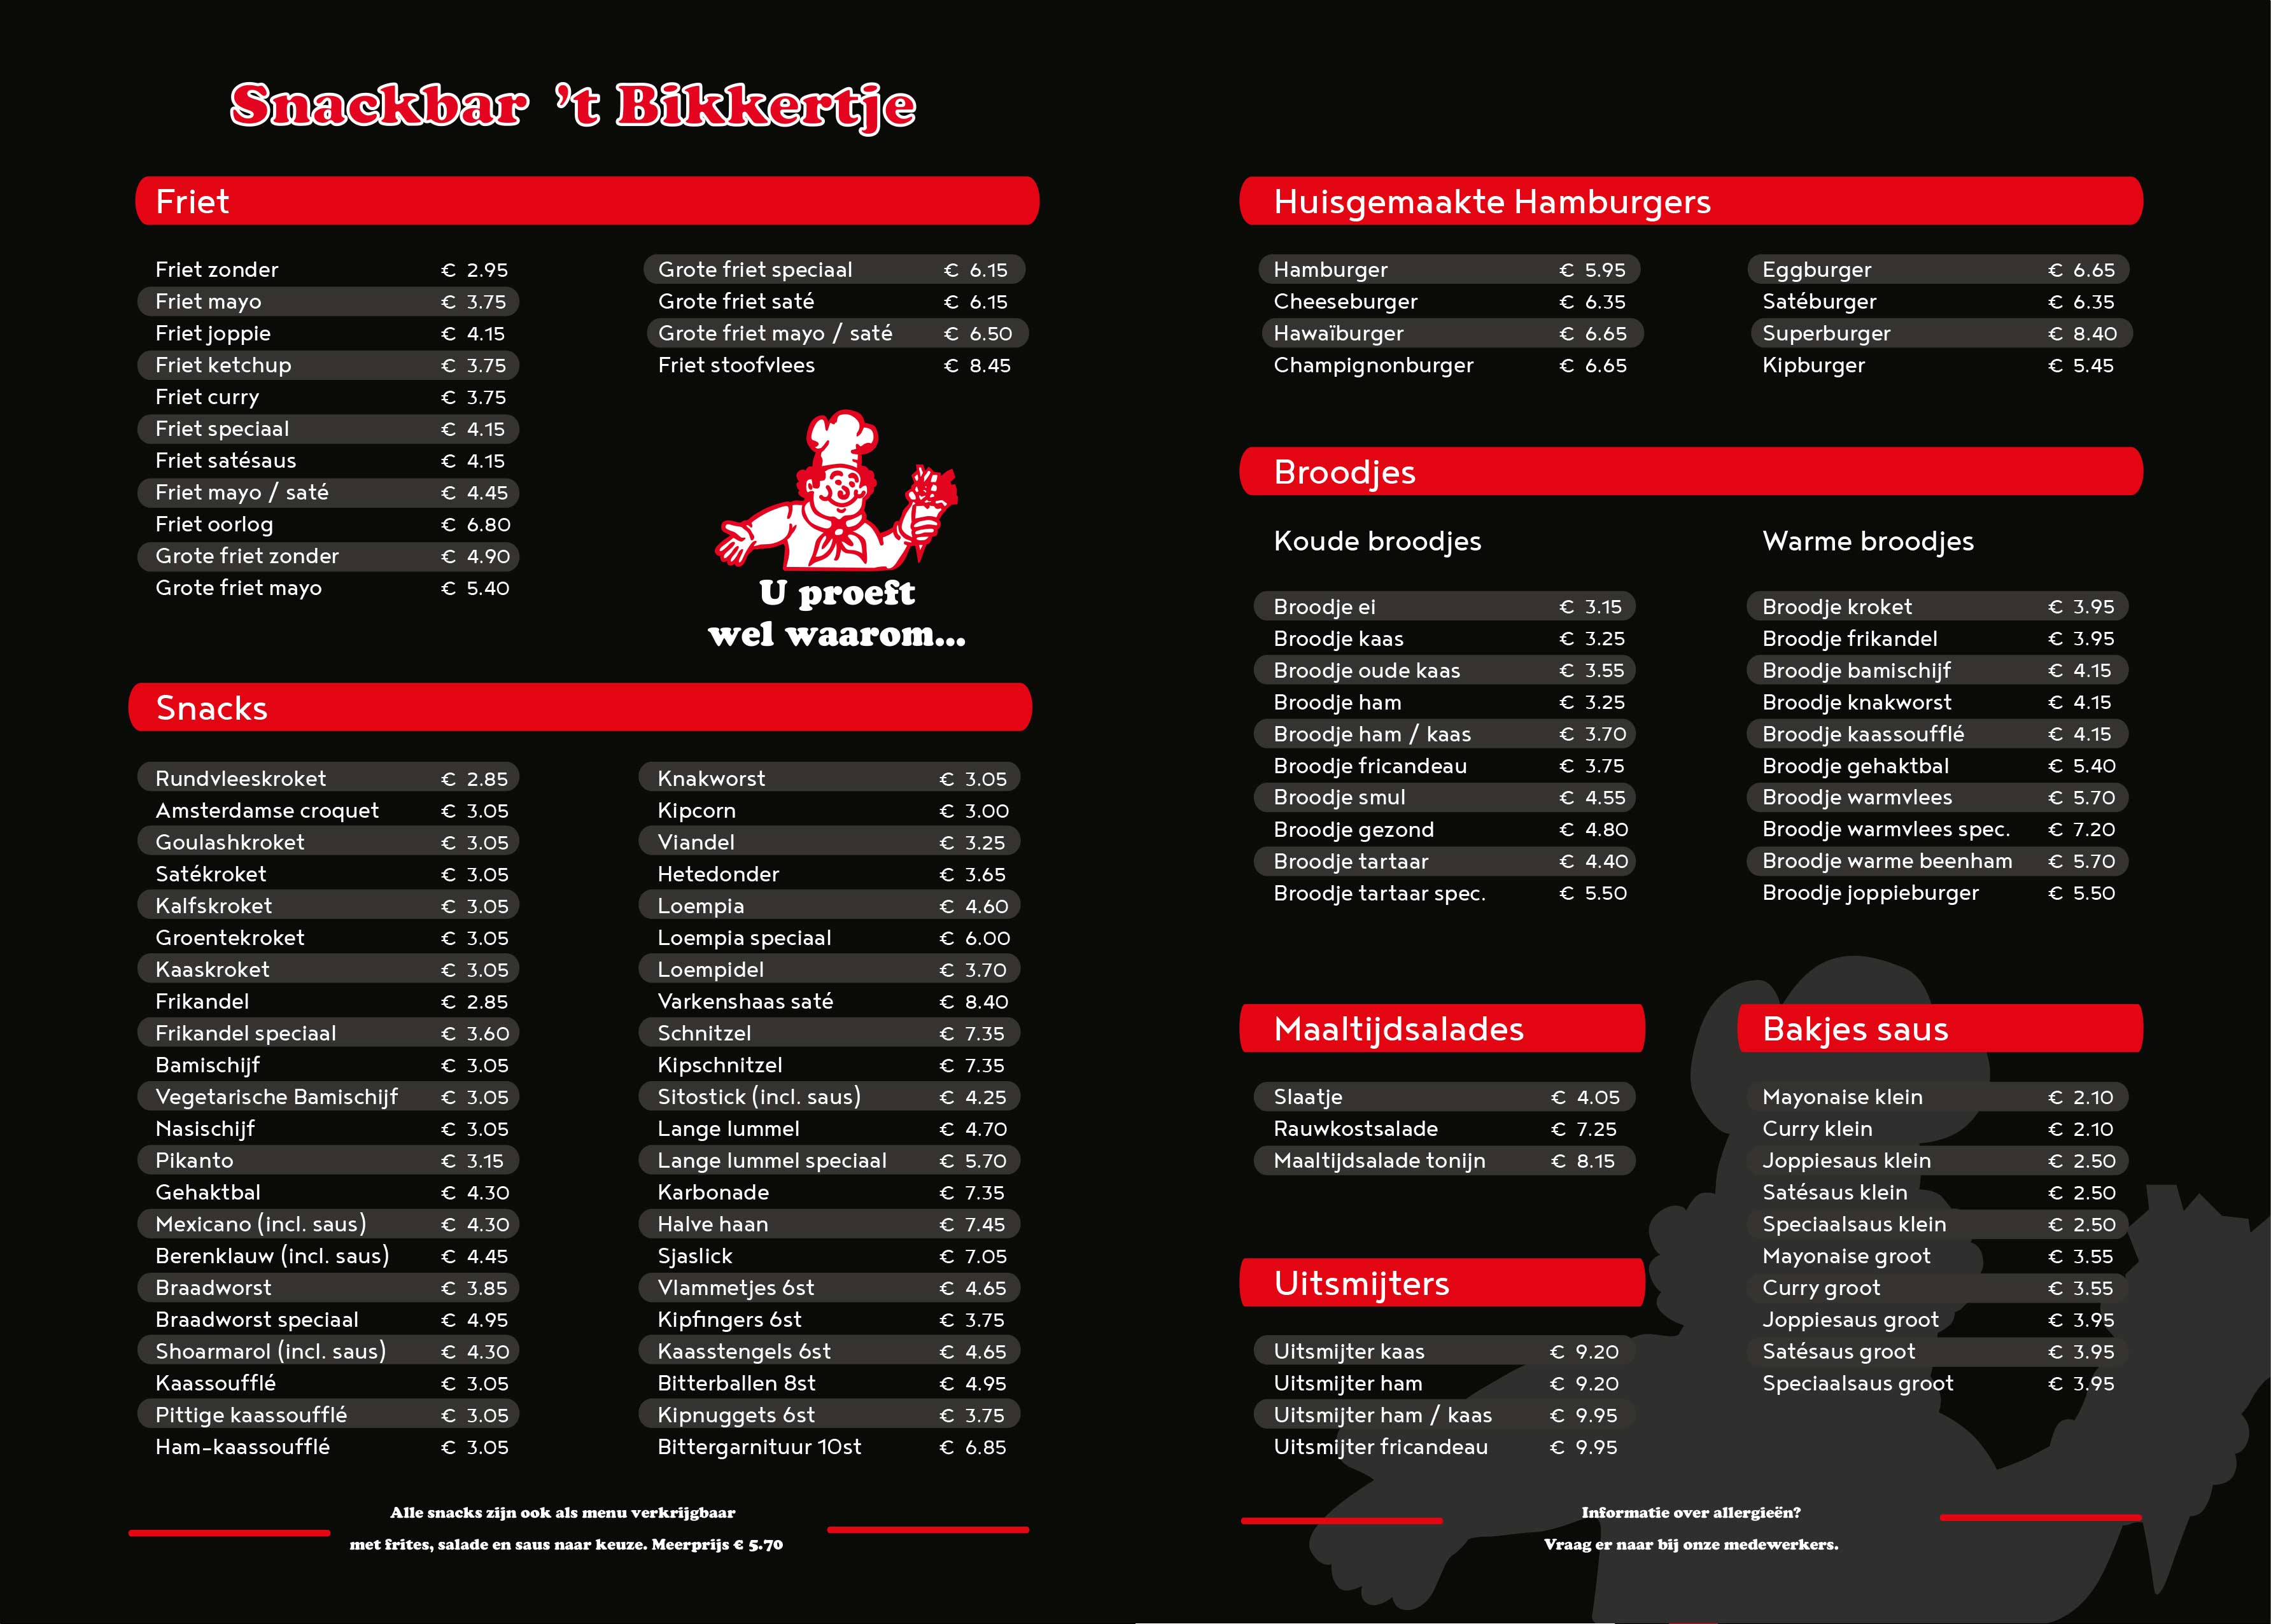 Snackbar ’t Bikkertje
Friet
Friet zonder € 2.95
Friet mayo € 3.75
Friet joppie € 4.15
Friet ketchup € 3.75
Friet curry € 3.75
Friet speciaal € 4.15
Friet satésaus € 4.15
Friet mayo / saté € 4.45
Friet oorlog € 6.80
Grote friet zonder € 4.90
Grote friet mayo € 5.40
Grote friet speciaal € 6.15
Grote friet saté € 6.15
Grote friet mayo / saté € 6.50
Friet stoofvlees € 8.45
U proeft
wel waarom...
Snacks
Rundvleeskroket € 2.85
Amsterdamse croquet € 3.05
Goulashkroket € 3.05
Satékroket € 3.05
Kalfskroket € 3.05
Groentekroket € 3.05
Kaaskroket € 3.05
Frikandel € 2.85
Frikandel speciaal € 3.60
Bamischijf € 3.05
Vegetarische Bamischijf € 3.05
Nasischijf € 3.05
Pikanto € 3.15
Gehaktbal € 4.30
Mexicano (incl. saus) € 4.30
Berenklauw (incl. saus) € 4.45
Braadworst € 3.85
Braadworst speciaal € 4.95
Shoarmarol (incl. saus) € 4.30
Kaassoufflé € 3.05
Pittige kaassoufflé € 3.05
Ham-kaassoufflé € 3.05
Knakworst € 3.05
Kipcorn € 3.00
Viandel € 3.25
Hetedonder € 3.65
Loempia € 4.60
Loempia speciaal € 6.00
Loempidel € 3.70
Varkenshaas saté € 8.40
Schnitzel € 7.35
Kipschnitzel € 7.35
Sitostick (incl. saus) € 4.25
Lange lummel € 4.70
Lange lummel speciaal € 5.70
Karbonade € 7.35
Halve haan € 7.45
Sjaslick € 7.05
Vlammetjes 6st € 4.65
Kipfingers 6st € 3.75
Kaasstengels 6st € 4.65
Bitterballen 8st € 4.95
Kipnuggets 6st € 3.75
Bittergarnituur 10st € 6.85
Alle snacks zijn ook als menu verkrijgbaar
met frites, salade en saus naar keuze. Meerprijs € 5.70
Huisgemaakte Hamburgers
Hamburger € 5.95
Cheeseburger € 6.35
Hawaïburger € 6.65
Champignonburger € 6.65
Eggburger € 6.65
Satéburger € 6.35
Superburger € 8.40
Kipburger € 5.45
Broodjes
Koude broodjes
Broodje ei € 3.15
Broodje kaas € 3.25
Broodje oude kaas € 3.55
Broodje ham € 3.25
Broodje ham / kaas € 3.70
Broodje fricandeau € 3.75
Broodje smul € 4.55
Broodje gezond € 4.80
Broodje tartaar € 4.40
Broodje tartaar spec. € 5.50
Warme broodjes
Broodje kroket € 3.95
Broodje frikandel € 3.95
Broodje bamischijf € 4.15
Broodje knakworst € 4.15
Broodje kaassoufflé € 4.15
Broodje gehaktbal € 5.40
Broodje warmvlees € 5.70
Broodje warmvlees spec. € 7.20
Broodje warme beenham € 5.70
Broodje joppieburger € 5.50
Maaltijdsalades
Slaatje € 4.05
Rauwkostsalade € 7.25
Maaltijdsalade tonijn € 8.15
Uitsmijters
Uitsmijter kaas € 9.20
Uitsmijter ham € 9.20
Uitsmijter ham / kaas € 9.95
Uitsmijter fricandeau € 9.95
Bakjes saus
Mayonaise klein € 2.10
Curry klein € 2.10
Joppiesaus klein € 2.50
Satésaus klein € 2.50
Speciaalsaus klein € 2.50
Mayonaise groot € 3.55
Curry groot € 3.55
Joppiesaus groot € 3.95
Satésaus groot € 3.95
Speciaalsaus groot € 3.95
Informatie over allergieën?
Vraag er naar bij onze medewerkers.